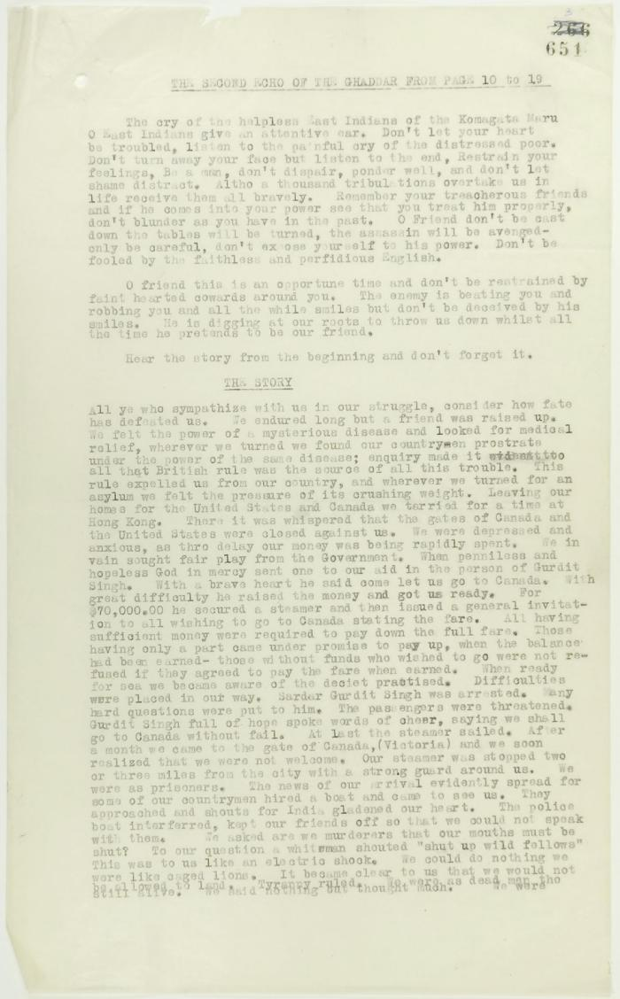 3
266
651
THE SECOND ECHO OF THE GHADDAR FROM PAGE 10 to 19
The cry of the helpless East Indians of the Komagata Maru
O East Indians give an attentive ear. Don't let your heart
be troubled, listen to the painful cry of the distressed poor.
Don't turn away your face but listen to the end, Restrain your
feelings, Be a man, don't dispair, ponder well, and don't let
shame distract. Altho a thousand tribulations overtake us in
life receive them all bravely. Remember your treacherous friends
and if he comes into your power see that you treat him properly,
don't blunder as you have in the past. O Friend don't be cast
down the tables will be turned, the assassin will be avenged-
only be careful, don't expose yourself to his power. Don't be
fooled by the faithless and perfidious English.
O friend this is an opportune time and don't be restrained by
faint hearted cowards around you. The enemy is beating you and
robbing you and all the while smiles but don't be deceived by his
smiles. He is digging at our roots to throw us down whilst all
the time he pretends to be our friend.
Hear the story from the beginning and don't forget it.
THE STORY
All ye who sympathize with us in our struggle, consider how fate
has defeated us. We endured long but a friend was raised up.
We felt the power of a mysterious disease and looked for medical
relief, wherever we turned we found our countrymen prostrate
under the power of the same disease; enquiry made it evident to
all that British rule was the source of all this trouble. This
rule expelled us from our country, and wherever we turned for an
asylum we felt the pressure of its crushing weight. Leaving our
homes for the United States and Canada we tarried for a time at
Hong Kong. There it was whispered that the gates of Canada and
the United States were closed against us. We were depressed and
anxious, as thro delay our money was being rapidly spent. We in
vain sought fair play from the Government. When penniless and
hopeless God in mercy sent one to our aid in the person of Gurdit
Singh. With a brave heart he said come let us go to Canada. With
great difficulty he raised the money and got us ready. For
$70,000.00 he secured a steamer and then issued a general invitat-
ion to all wishing to go to Canada stating the fare. All having
sufficient money were required to pay down the full fare. Those
having only a part came under promise to pay up, when the balance
had been earned- those without funds who wished to go were not re-
fused if they agreed to pay the fare when earned. When ready
for sea we became aware of the deciet practised. Difficulties
were placed in our way. Sardar Gurdit Singh was arrested. Many
hard questions were put to him. The passengers were threatened.
Gurdit Singh full of hope spoke words of cheer, saying we shall
go to Canada without fail. At last the steamer sailed. After
a month we came to the gate of Canada,(Victoria) and we soon
realized that we were not welcome. Our steamer was stopped two
or three miles from the city with a strong guard around us. We
were as prisoners. The news of our arrival evidently spread for
some of our countrymen hired a boat and came to see us. They
approached and shouts for India gladened our heart. The police
boat interferred, kept our friends off so that we could not speak
with them. We asked are we murderers that our mouths must be
shut? To our question a whiteman shouted "shut up wild fellows"
This was to us like an electric shock. We could do nothing we
were like caged lions. It became clear to us that we would not
be allowed to land. Tyranny ruled. We were as dead men tho
still alive. We said nothing but thought much. We were